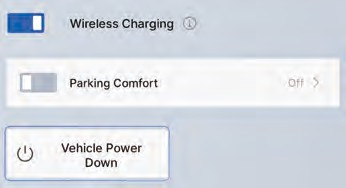 Wireless Charging
Parking Comfort
Off
Vehicle Power
Down